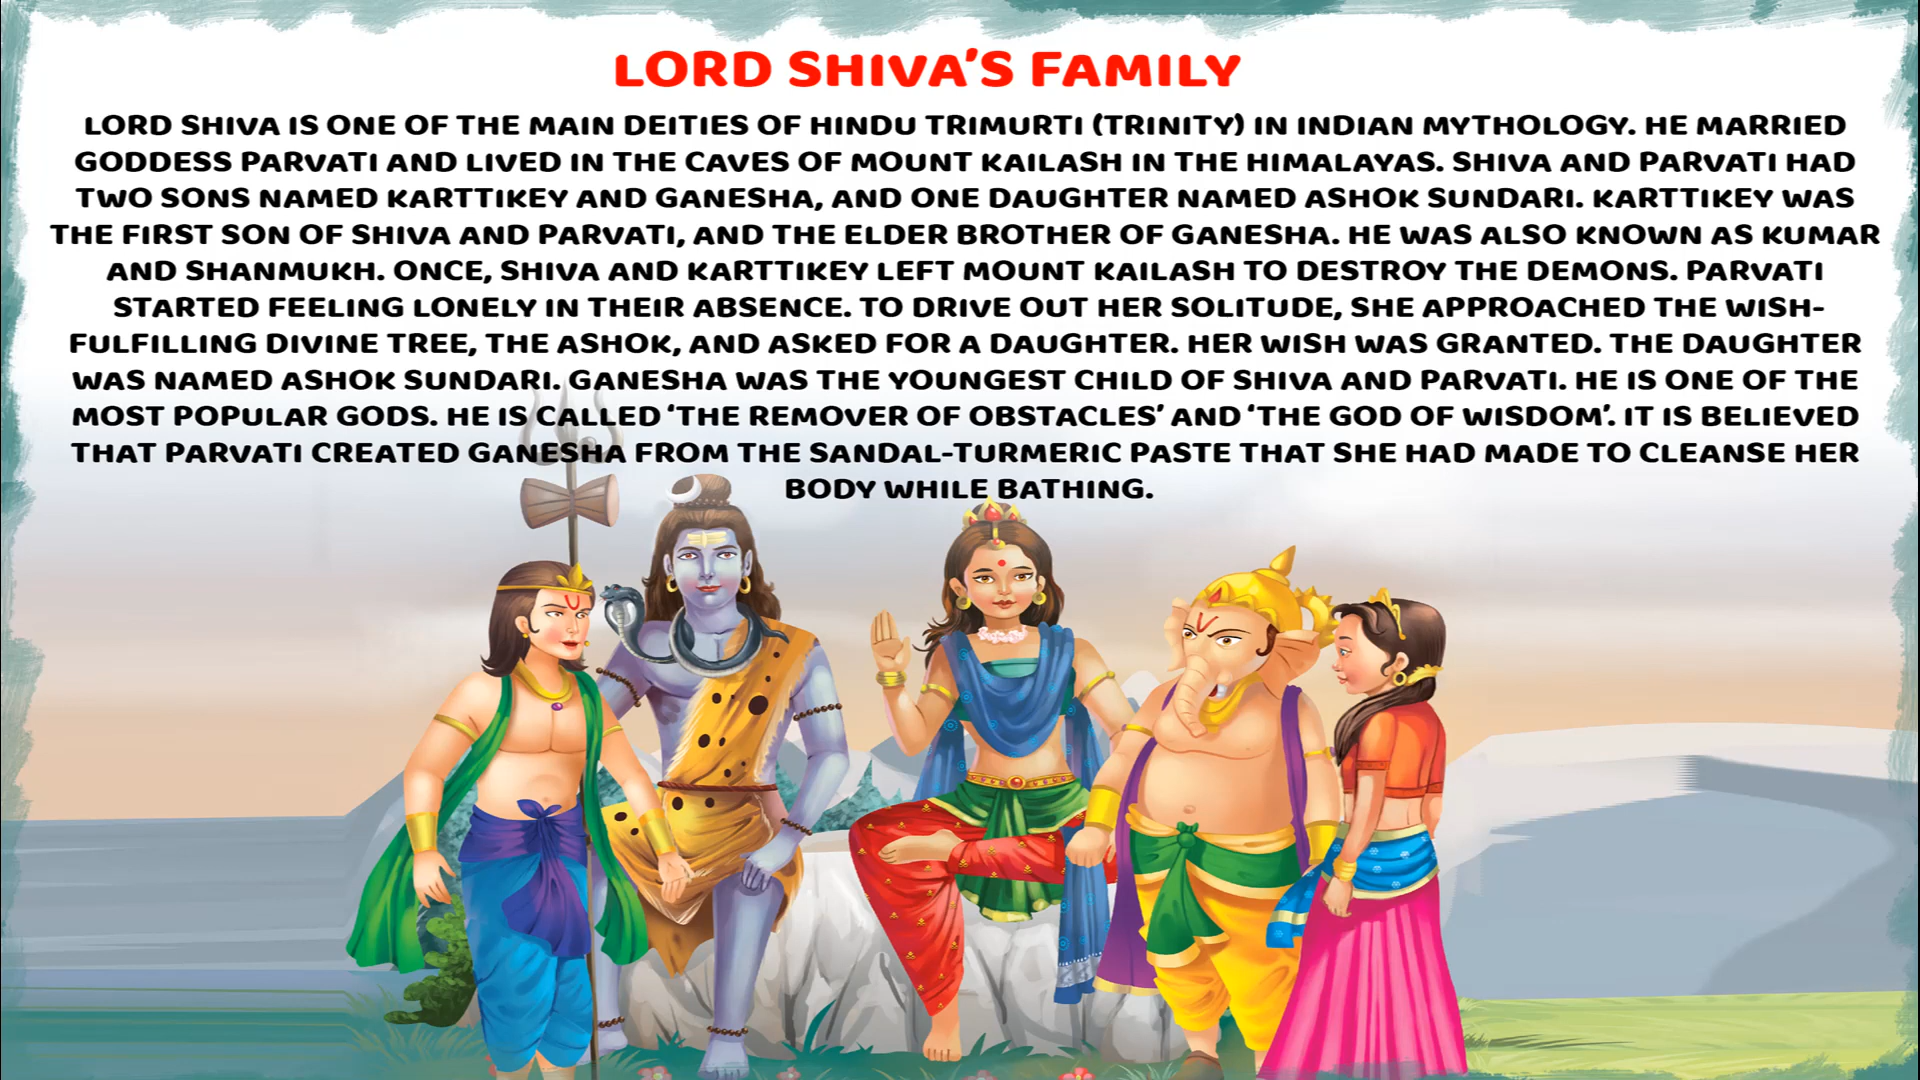 LORD SHIVA'S FAMILY
LORD SHIVA IS ONE OF THE MAIN DEITIES OF HINDU TRIMURTI (TRINITY) IN INDIAN MYTHOLOGY. HE MARRIED
GODDESS PARVATI AND LIVED IN THE CAVES OF MOUNT KAILASH IN THE HIMALAYAS. SHIVA AND PARVATI HAD
TWO SONS NAMED KARTTIKEY AND GANESHA, AND ONE DAUGHTER NAMED ASHOK SUNDARI. KARTTIKEY WAS
THE FIRST SON OF SHIVA AND PARVATI, AND THE ELDER BROTHER OF GANESHA. HE WAS ALSO KNOWN AS KUMAR
AND SHANMUKH. ONCE, SHIVA AND KARTTIKEY LEFT MOUNT KAILASH TO DESTROY THE DEMONS. PARVATI
STARTED FEELING LONELY IN THEIR ABSENCE. TO DRIVE OUT HER SOLITUDE, SHE APPROACHED THE WISH-
FULFILLING DIVINE TREE, THE ASHOK, AND ASKED FOR A DAUGHTER. HER WISH WAS GRANTED. THE DAUGHTER
WAS NAMED ASHOK SUNDARI. GANESHA WAS THE YOUNGEST CHILD OF SHIVA AND PARVATI. HE IS ONE OF THE
MOST POPULAR GODS. HE IS CALLED ‘THE REMOVER OF OBSTACLES’ AND ‘THE GOD OF WISDOM’. IT IS BELIEVED
THAT PARVATI CREATED GANESHA FROM THE SANDAL-TURMERIC PASTE THAT SHE HAD MADE TO CLEANSE HER
BODY WHILE BATHING.